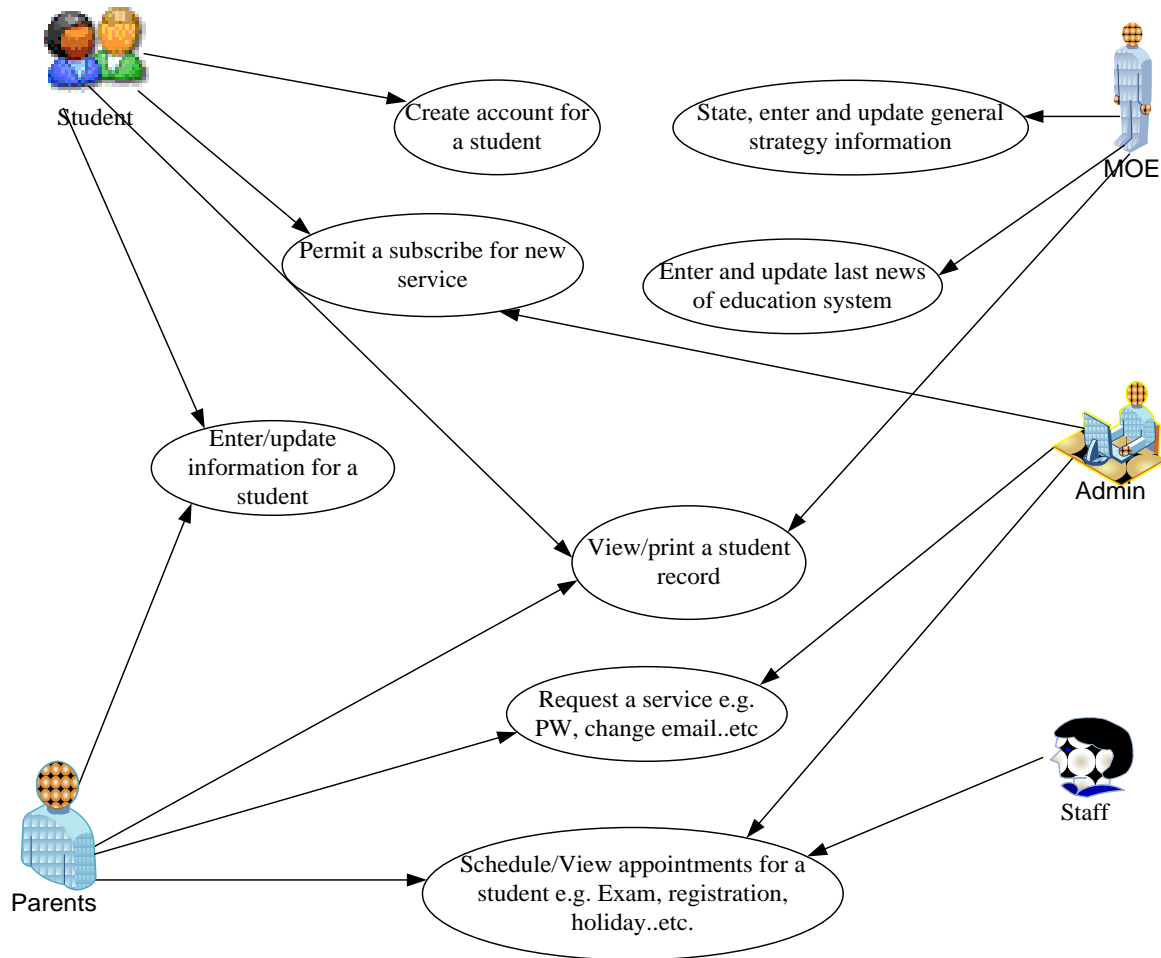 Student
Create account for
a student
State, enter and update general
strategy information
MOE
Permit a subscribe for new
service
Enter and update last news
of education system
Enter/update
information for a
student
Admin
View/print a student
record
Request a service e.g.
PW, change email..etc
Staff
Parents
Schedule/View appointments for a
student e.g. Exam, registration,
holiday..etc.